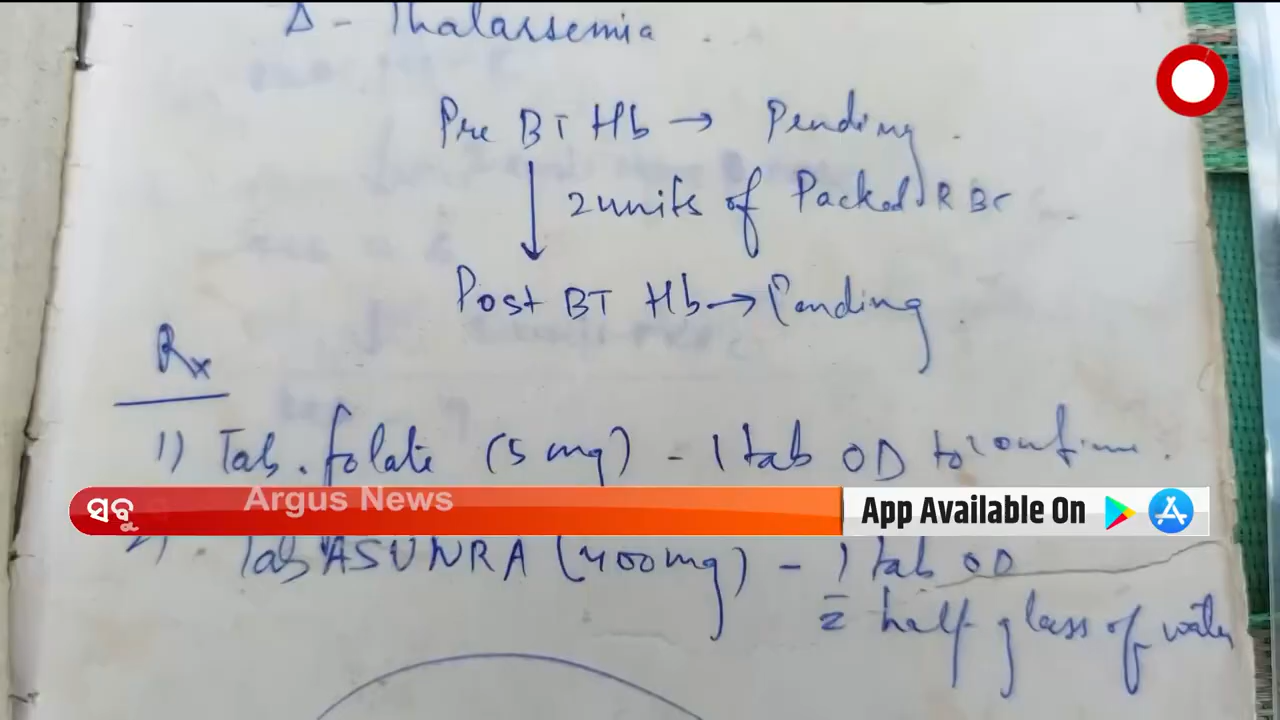 Δ - Thalassemia
Pre BT Hb → Pending.
↓ 2 units of Packed RBC
Post BT Hb → Pending.
Rx
1) Tab. folate (5 mg) - 1 tab OD to continue.
ସବୁ Argus News App Available On
2). Tab ASUNRA (400mg) - 1 tab OD
c̄ half glass of water